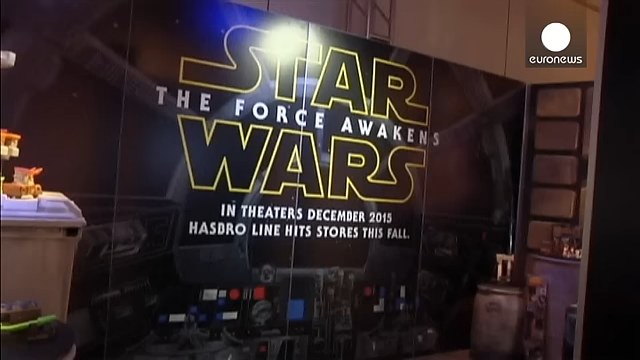 STAR
THE FORCE AWAKENS
WARS
IN THEATERS DECEMBER 2015
HASBRO LINE HITS STORES THIS FALL.
euronews